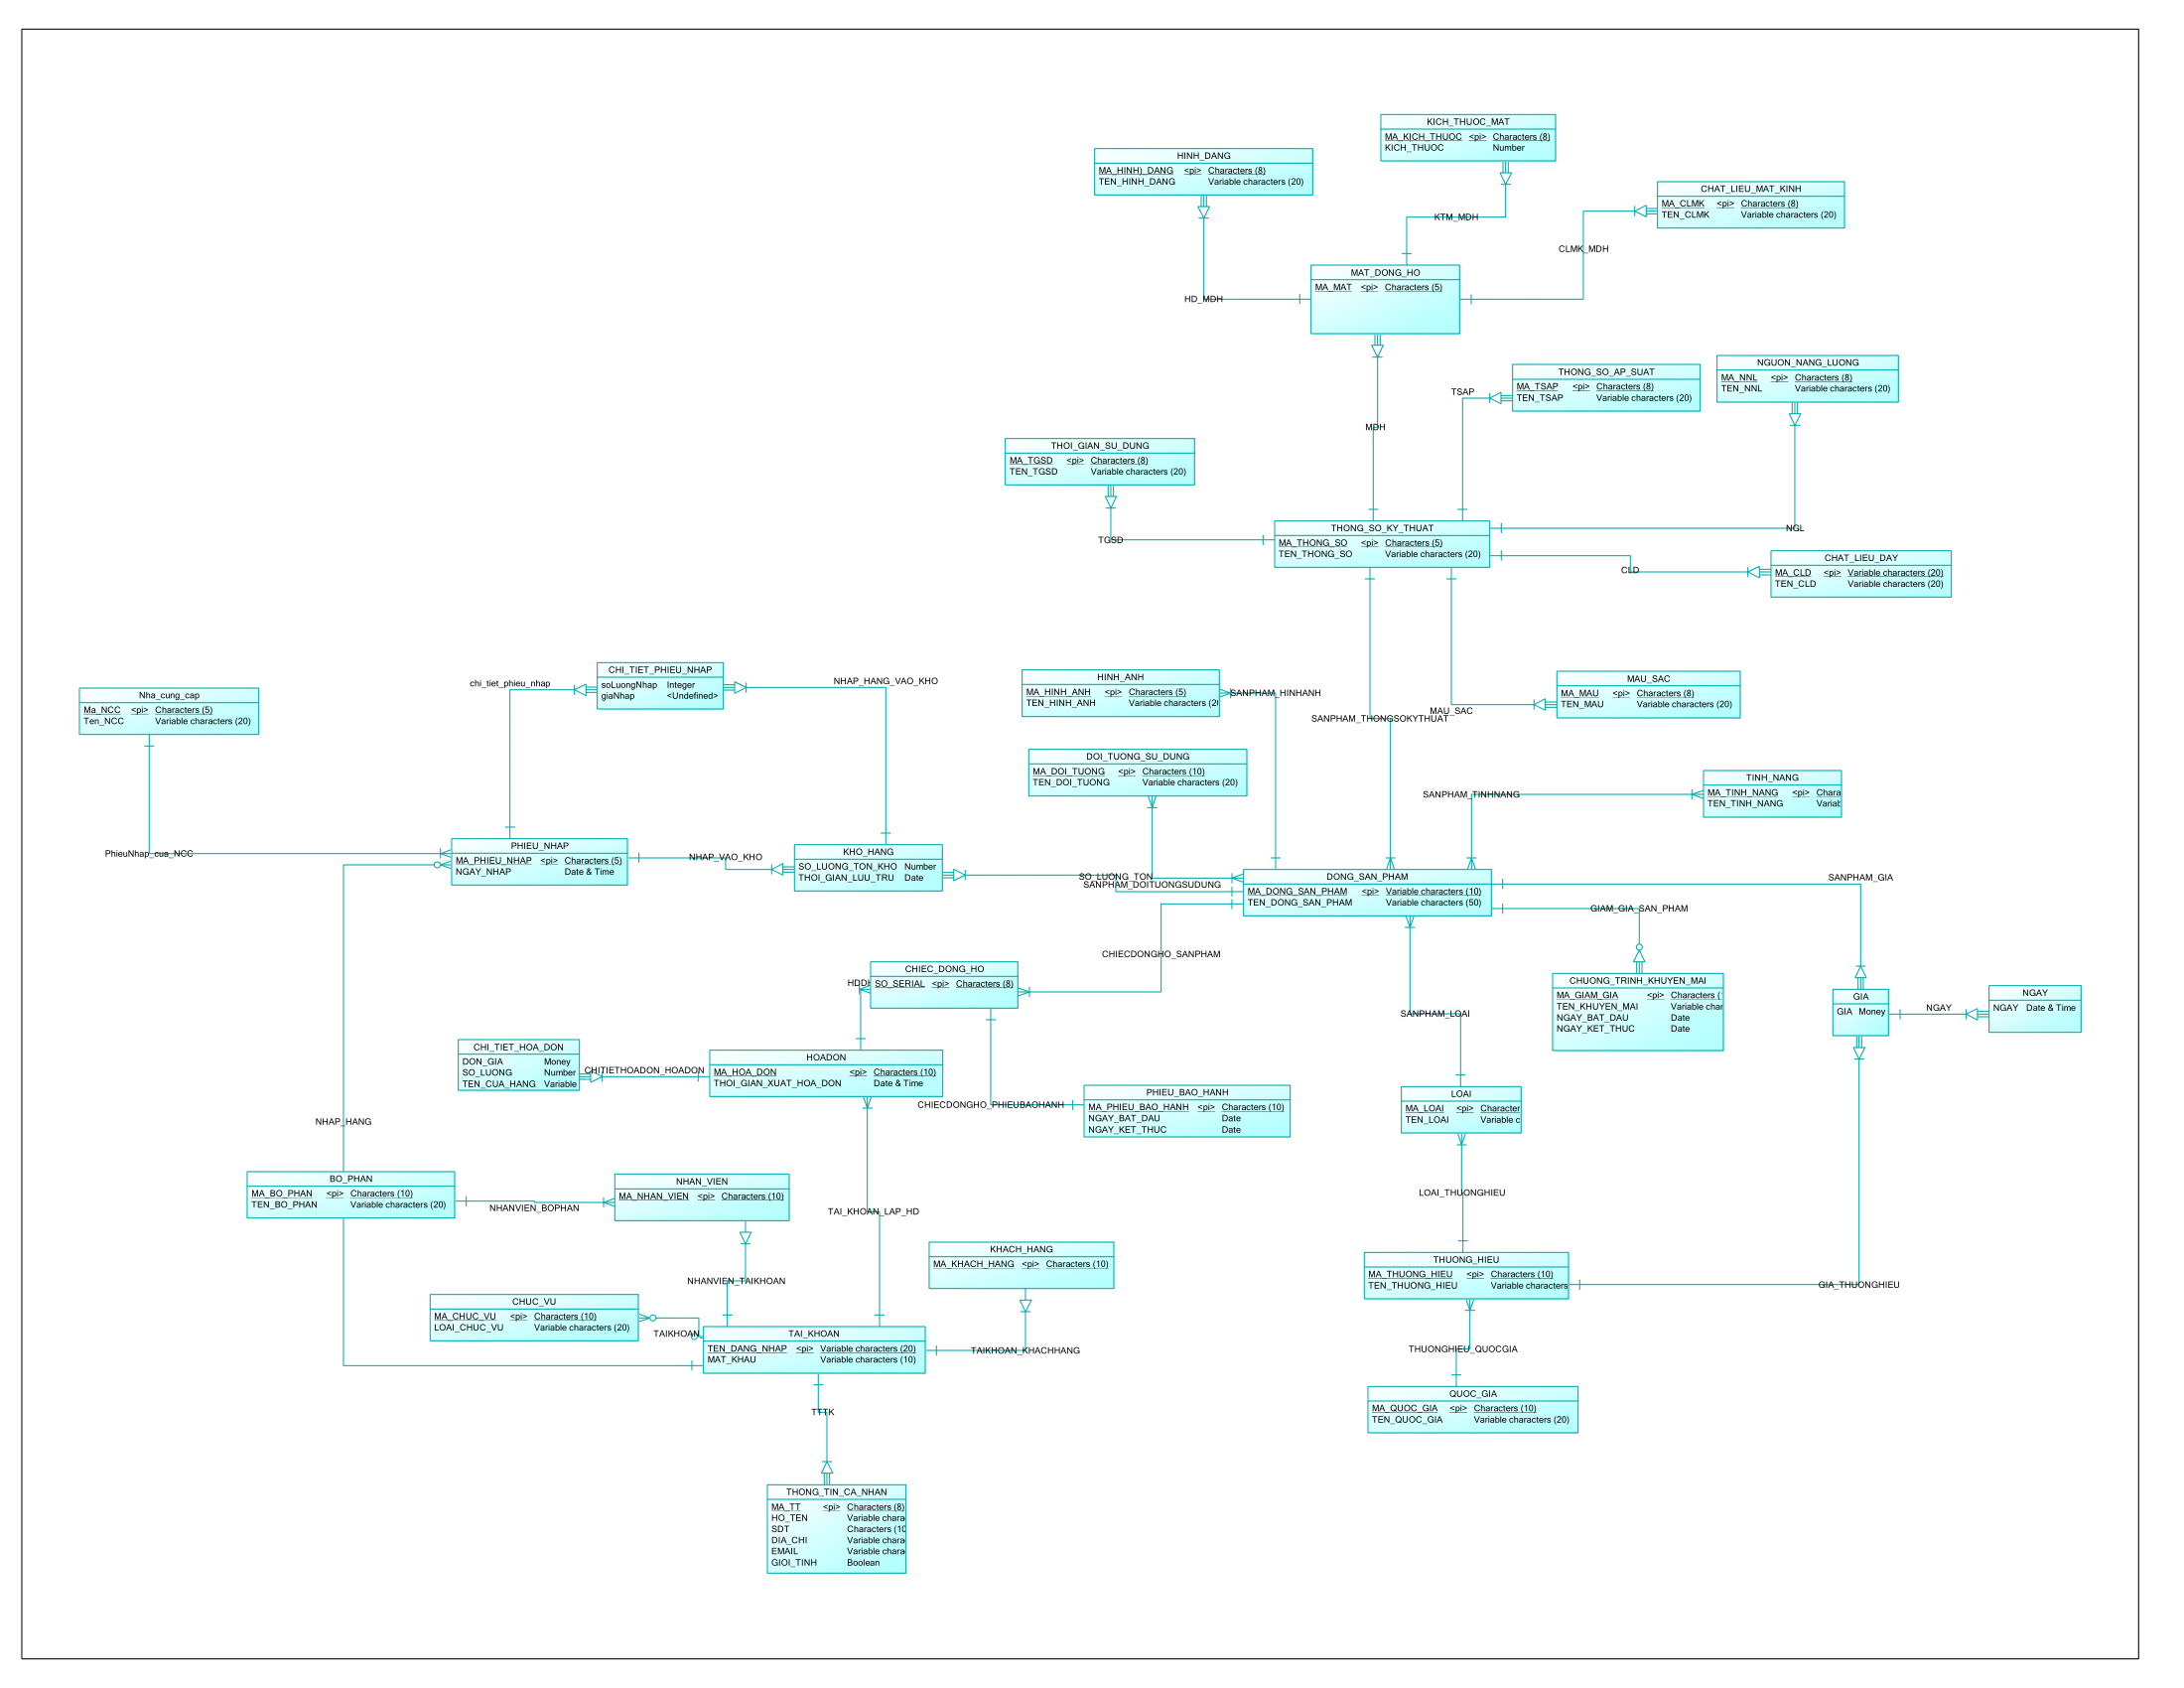 KICH_THUOC_MAT
MA_KICH_THUOC <pi> Characters (8)
KICH_THUOC Number
HINH_DANG
MA_HINH)_DANG <pi> Characters (8)
TEN_HINH_DANG Variable characters (20)
CHAT_LIEU_MAT_KINH
MA_CLMK <pi> Characters (8)
TEN_CLMK Variable characters (20)
KTM_MDH
CLMK_MDH
MAT_DONG_HO
MA_MAT <pi> Characters (5)
HD_MDH
NGUON_NANG_LUONG
MA_NNL <pi> Characters (8)
TEN_NNL Variable characters (20)
THONG_SO_AP_SUAT
MA_TSAP <pi> Characters (8)
TEN_TSAP Variable characters (20)
TSAP
MDH
THOI_GIAN_SU_DUNG
MA_TGSD <pi> Characters (8)
TEN_TGSD Variable characters (20)
THONG_SO_KY_THUAT
MA_THONG_SO <pi> Characters (5)
TEN_THONG_SO Variable characters (20)
TGSD
NGL
CLD
CHAT_LIEU_DAY
MA_CLD <pi> Variable characters (20)
TEN_CLD Variable characters (20)
CHI_TIET_PHIEU_NHAP
soLuongNhap Integer
giaNhap <Undefined>
chi_tiet_phieu_nhap
NHAP_HANG_VAO_KHO
Nha_cung_cap
Ma_NCC <pi> Characters (5)
Ten_NCC Variable characters (20)
HINH_ANH
MA_HINH_ANH <pi> Characters (5)
TEN_HINH_ANH Variable characters (2
SANPHAM_HINHANH
SANPHAM_THONGSOKYTHUAT
MAU_SAC
MAU_SAC
MA_MAU <pi> Characters (8)
TEN_MAU Variable characters (20)
DOI_TUONG_SU_DUNG
MA_DOI_TUONG <pi> Characters (10)
TEN_DOI_TUONG Variable characters (20)
TINH_NANG
MA_TINH_NANG <pi> Chara
TEN_TINH_NANG Variab
SANPHAM_TINHNANG
PhieuNhap_cua_NCC
PHIEU_NHAP
MA_PHIEU_NHAP <pi> Characters (5)
NGAY_NHAP Date & Time
NHAP_VAO_KHO
KHO_HANG
SO_LUONG_TON_KHO Number
THOI_GIAN_LUU_TRU Date
SO_LUONG_TON
SANPHAM_DOITUONGSUDUNG
DONG_SAN_PHAM
MA_DONG_SAN_PHAM <pi> Variable characters (10)
TEN_DONG_SAN_PHAM Variable characters (50)
SANPHAM_GIA
GIAM_GIA_SAN_PHAM
CHIECDONGHO_SANPHAM
CHIEC_DONG_HO
SO_SERIAL <pi> Characters (8)
HDDH
CHUONG_TRINH_KHUYEN_MAI
MA_GIAM_GIA <pi> Characters (
TEN_KHUYEN_MAI Variable char
NGAY_BAT_DAU Date
NGAY_KET_THUC Date
GIA
GIA Money
NGAY
NGAY
NGAY Date & Time
SANPHAM_LOAI
CHI_TIET_HOA_DON
DON_GIA Money
SO_LUONG Number
TEN_CUA_HANG Variable
CHITIETHOADON_HOADON
HOADON
MA_HOA_DON <pi> Characters (10)
THOI_GIAN_XUAT_HOA_DON Date & Time
CHIECDONGHO_PHIEUBAOHANH
PHIEU_BAO_HANH
MA_PHIEU_BAO_HANH <pi> Characters (10)
NGAY_BAT_DAU Date
NGAY_KET_THUC Date
LOAI
MA_LOAI <pi> Character
TEN_LOAI Variable c
NHAP_HANG
BO_PHAN
MA_BO_PHAN <pi> Characters (10)
TEN_BO_PHAN Variable characters (20)
NHANVIEN_BOPHAN
NHAN_VIEN
MA_NHAN_VIEN <pi> Characters (10)
TAI_KHOAN_LAP_HD
LOAI_THUONGHIEU
KHACH_HANG
MA_KHACH_HANG <pi> Characters (10)
THUONG_HIEU
MA_THUONG_HIEU <pi> Characters (10)
TEN_THUONG_HIEU Variable characters
GIA_THUONGHIEU
NHANVIEN_TAIKHOAN
CHUC_VU
MA_CHUC_VU <pi> Characters (10)
LOAI_CHUC_VU Variable characters (20)
TAIKHOAN_
TAI_KHOAN
TEN_DANG_NHAP <pi> Variable characters (20)
MAT_KHAU Variable characters (10)
TAIKHOAN_KHACHHANG
THUONGHIEU_QUOCGIA
QUOC_GIA
MA_QUOC_GIA <pi> Characters (10)
TEN_QUOC_GIA Variable characters (20)
TTTK
THONG_TIN_CA_NHAN
MA_TT <pi> Characters (8)
HO_TEN Variable chara
SDT Characters (10
DIA_CHI Variable chara
EMAIL Variable chara
GIOI_TINH Boolean